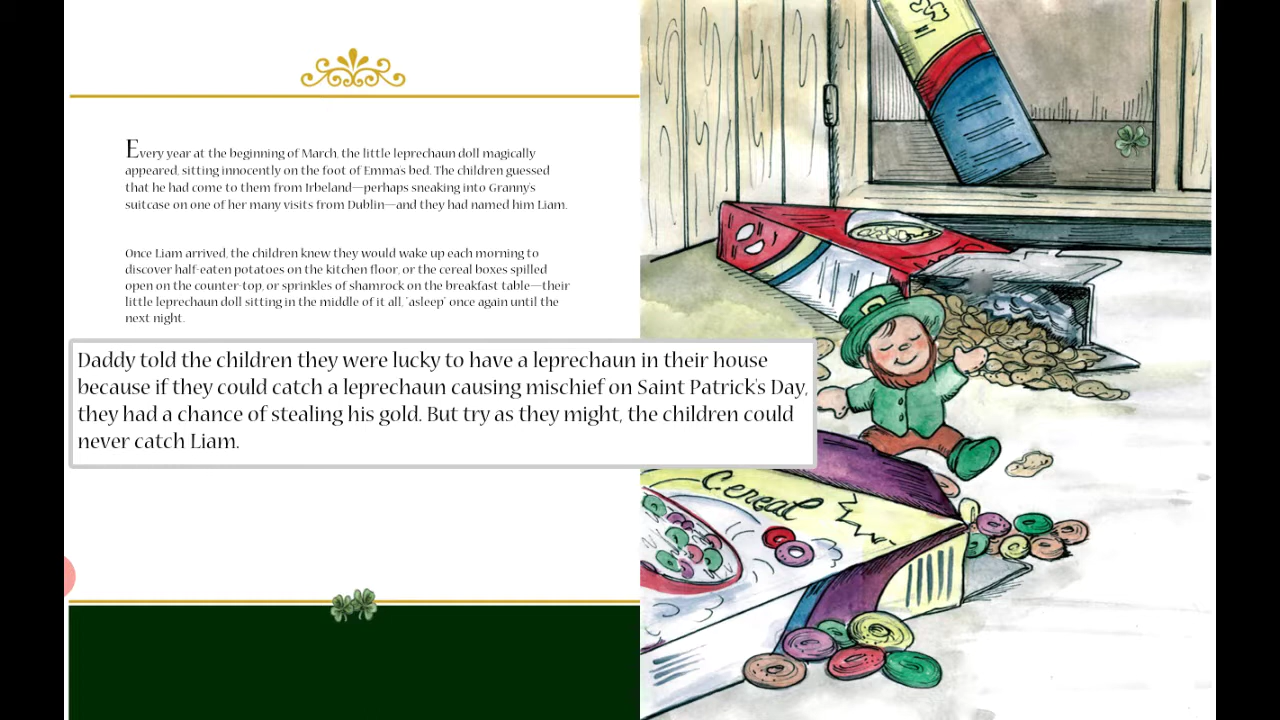 Every year at the beginning of March, the little leprechaun doll magically
appeared, sitting innocently on the foot of Emma's bed. The children guessed
that he had come to them from Irbeland—perhaps sneaking into Granny's
suitcase on one of her many visits from Dublin—and they had named him Liam.
Once Liam arrived, the children knew they would wake up each morning to
discover half-eaten potatoes on the kitchen floor, or the cereal boxes spilled
open on the counter-top, or sprinkles of shamrock on the breakfast table—their
little leprechaun doll sitting in the middle of it all, "asleep" once again until the
next night.
Daddy told the children they were lucky to have a leprechaun in their house
because if they could catch a leprechaun causing mischief on Saint Patrick's Day,
they had a chance of stealing his gold. But try as they might, the children could
never catch Liam.
Cereal